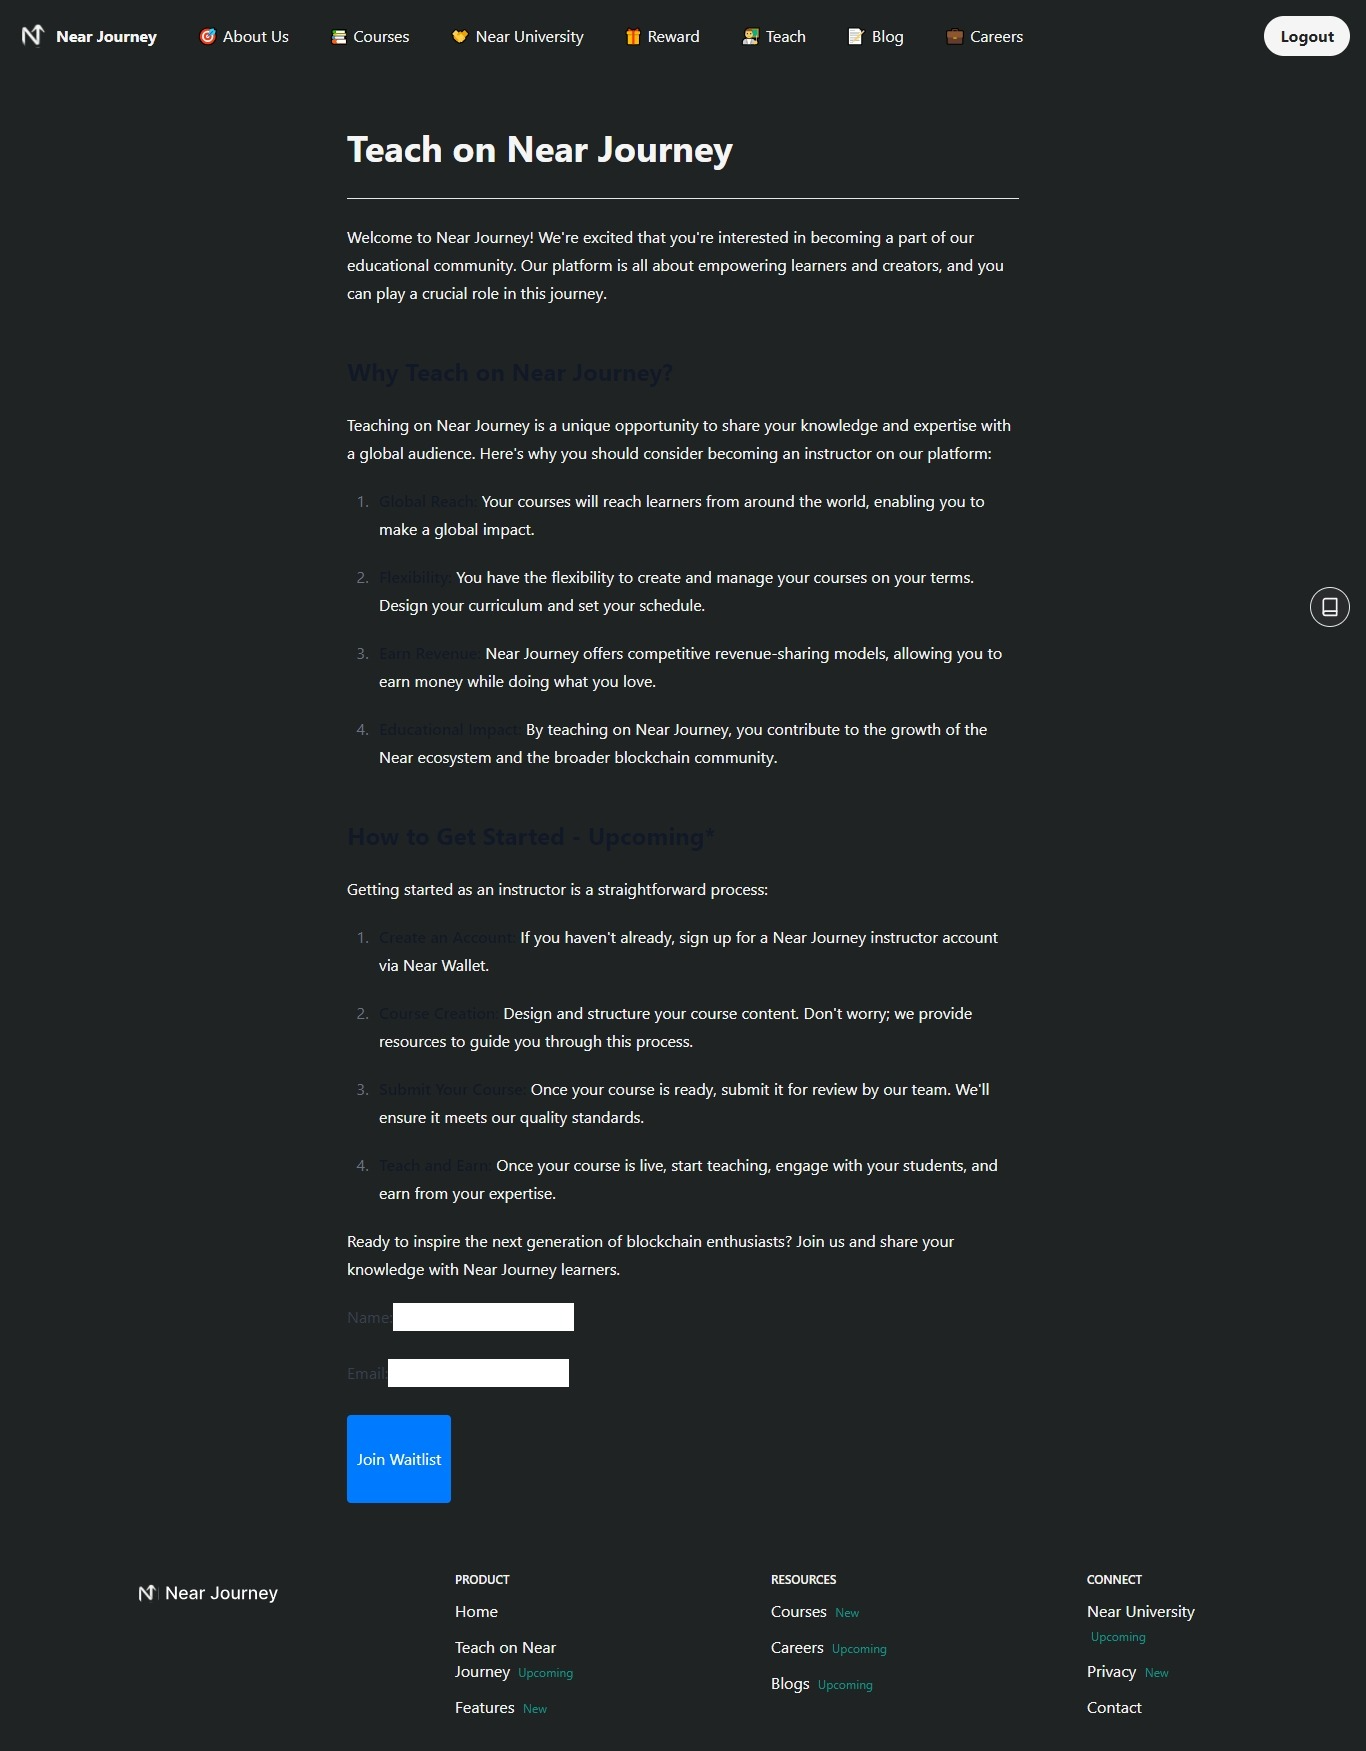 Near Journey
🎯 About Us
📚 Courses
🤝 Near University
🎁 Reward
👨‍🏫 Teach
📝 Blog
💼 Careers
Logout
Teach on Near Journey
Welcome to Near Journey! We're excited that you're interested in becoming a part of our
educational community. Our platform is all about empowering learners and creators, and you
can play a crucial role in this journey.
Why Teach on Near Journey?
Teaching on Near Journey is a unique opportunity to share your knowledge and expertise with
a global audience. Here's why you should consider becoming an instructor on our platform:
1. Global Reach: Your courses will reach learners from around the world, enabling you to
make a global impact.
2. Flexibility: You have the flexibility to create and manage your courses on your terms.
Design your curriculum and set your schedule.
3. Earn Revenue: Near Journey offers competitive revenue-sharing models, allowing you to
earn money while doing what you love.
4. Educational Impact: By teaching on Near Journey, you contribute to the growth of the
Near ecosystem and the broader blockchain community.
How to Get Started - Upcoming*
Getting started as an instructor is a straightforward process:
1. Create an Account: If you haven't already, sign up for a Near Journey instructor account
via Near Wallet.
2. Course Creation: Design and structure your course content. Don't worry; we provide
resources to guide you through this process.
3. Submit Your Course: Once your course is ready, submit it for review by our team. We'll
ensure it meets our quality standards.
4. Teach and Earn: Once your course is live, start teaching, engage with your students, and
earn from your expertise.
Ready to inspire the next generation of blockchain enthusiasts? Join us and share your
knowledge with Near Journey learners.
Name:
Email:
Join Waitlist
Near Journey
PRODUCT
Home
Teach on Near
Journey Upcoming
Features New
RESOURCES
Courses New
Careers Upcoming
Blogs Upcoming
CONNECT
Near University
Upcoming
Privacy New
Contact